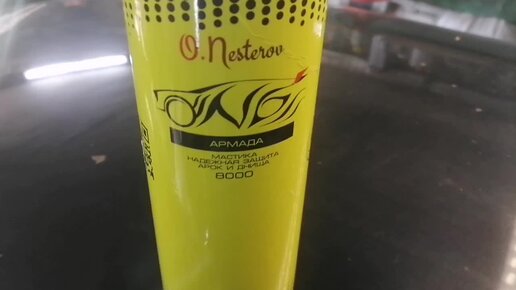 O.Nesterov
АРМАДА
МАСТИКА
НАДЕЖНАЯ ЗАЩИТА
АРОК И ДНИЩА
8000